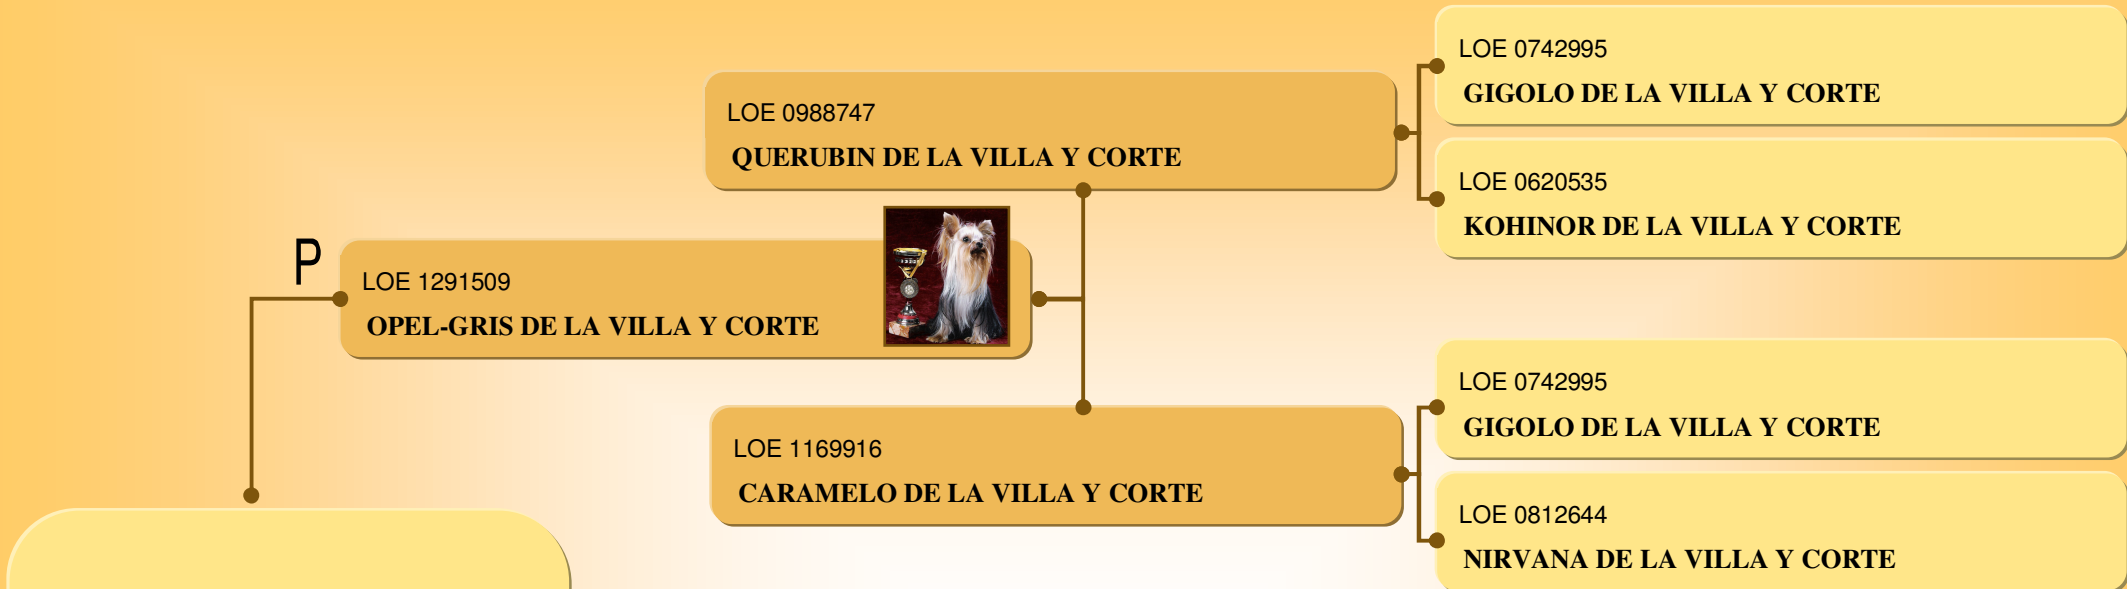 LOE 0742995
GIGOLO DE LA VILLA Y CORTE
LOE 0988747
QUERUBIN DE LA VILLA Y CORTE
LOE 0620535
KOHINOR DE LA VILLA Y CORTE
P
LOE 1291509
OPEL-GRIS DE LA VILLA Y CORTE
LOE 0742995
GIGOLO DE LA VILLA Y CORTE
LOE 1169916
CARAMELO DE LA VILLA Y CORTE
LOE 0812644
NIRVANA DE LA VILLA Y CORTE